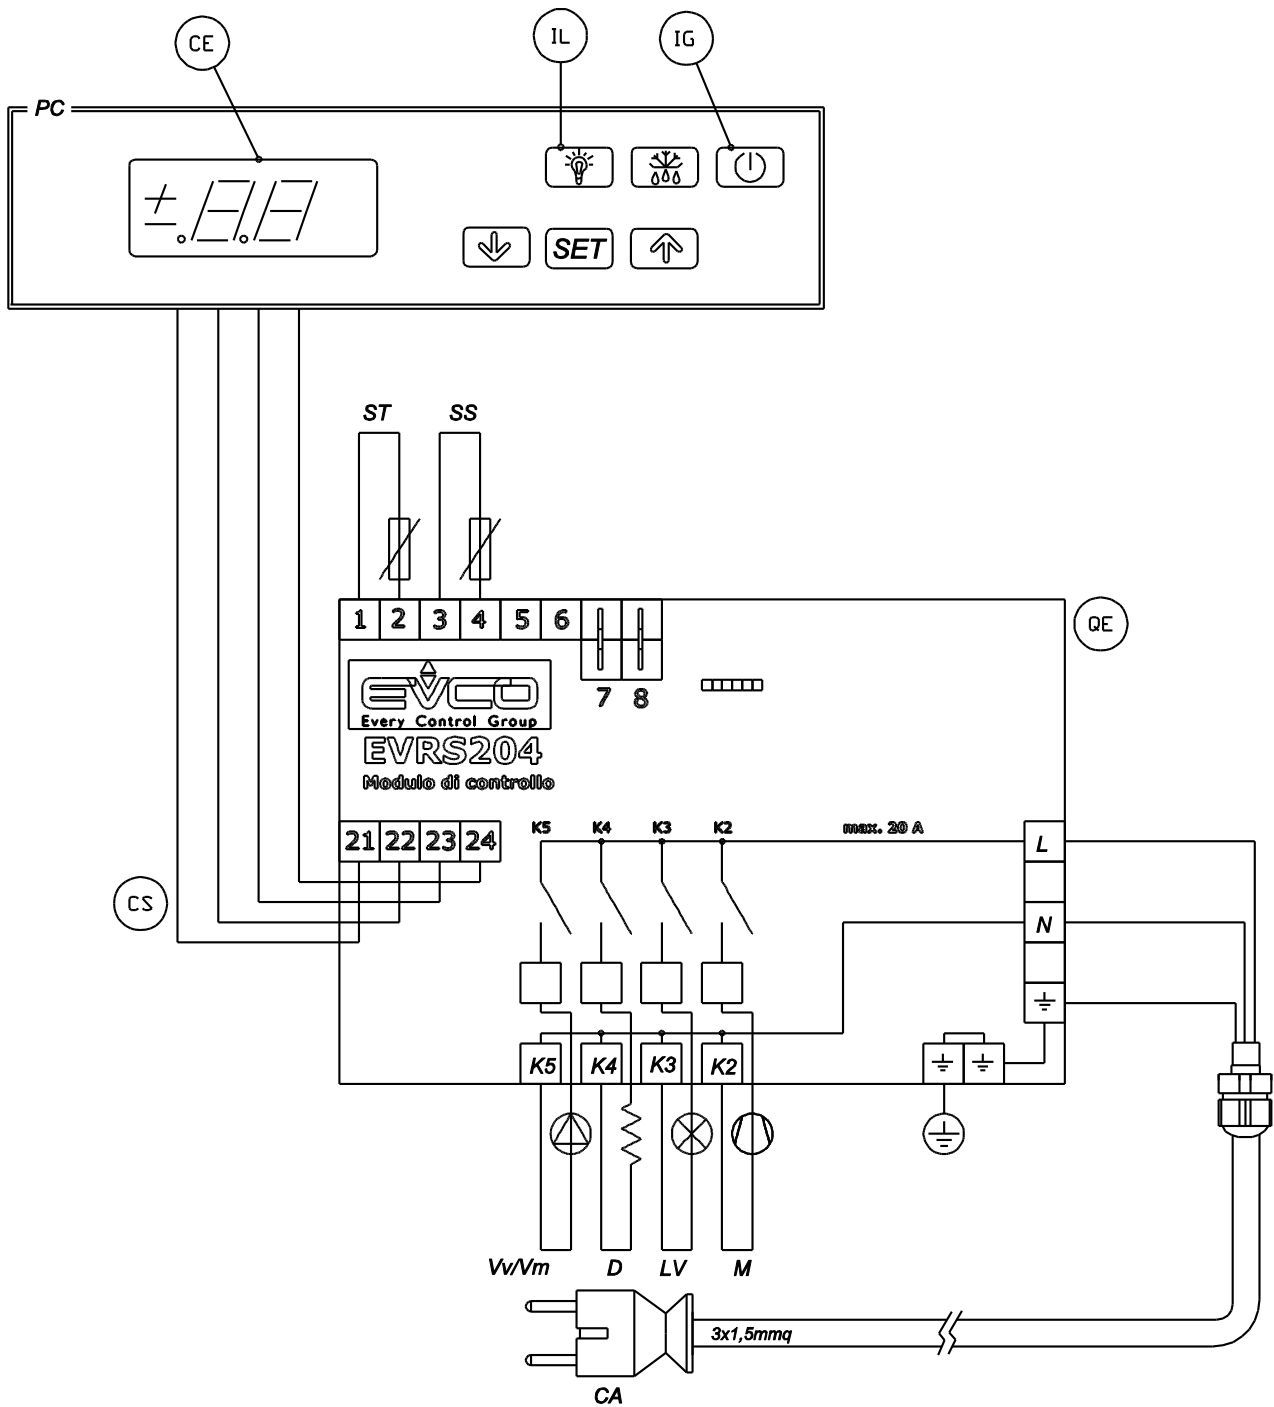 CE
IL
IG
PC
SET
ST SS
1 2 3 4 5 6
QE
7 8
EVCO
Every Control Group
EVRS204
Modulo di controllo
K5 K4 K3 K2 max. 20 A
21 22 23 24
L
CS
N
K5 K4 K3 K2
Vv/Vm D LV M
3x1,5mmq
CA